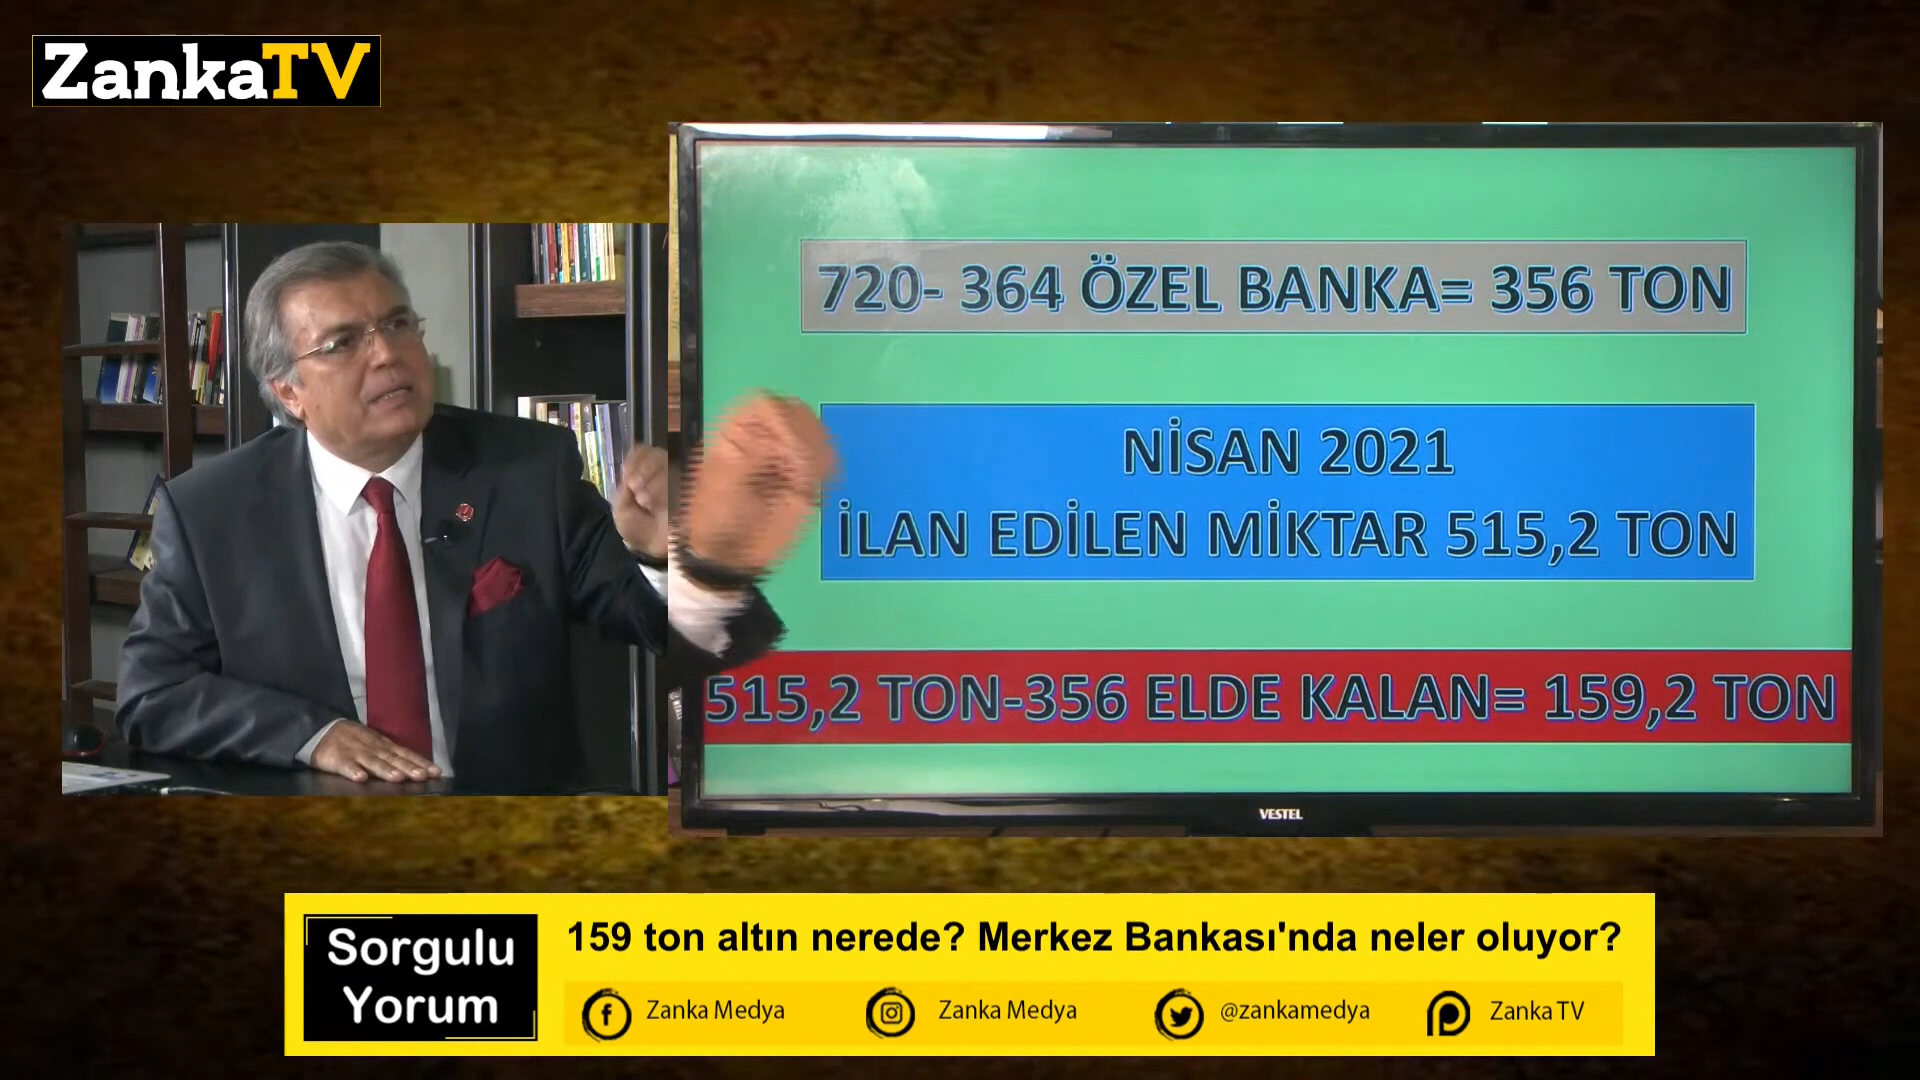 ZankaTV
720- 364 ÖZEL BANKA= 356 TON
NİSAN 2021
İLAN EDİLEN MİKTAR 515,2 TON
515,2 TON-356 ELDE KALAN= 159,2 TON
VESTEL
Sorgulu
Yorum
159 ton altın nerede? Merkez Bankası'nda neler oluyor?
Zanka Medya
Zanka Medya
@zankamedya
Zanka TV